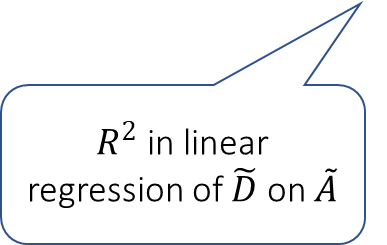 R² in linear
regression of D̃ on Ã